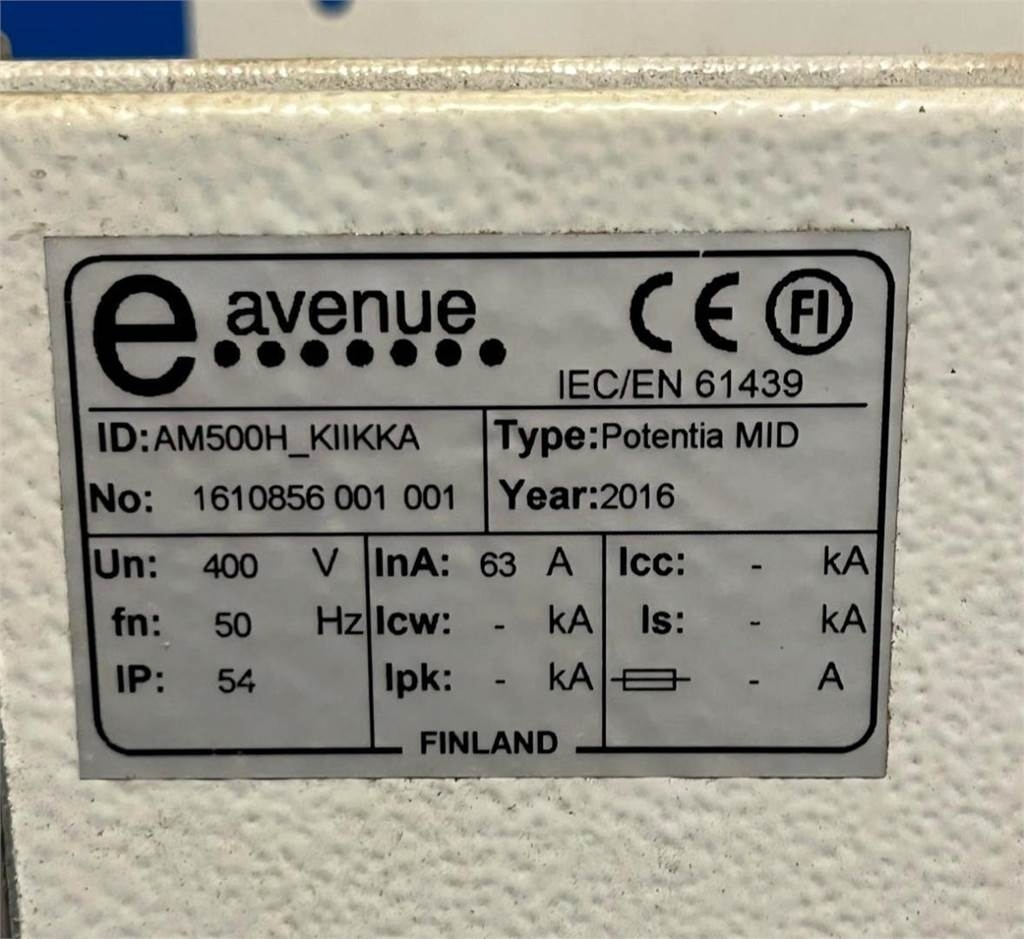 e avenue
CE FI
IEC/EN 61439
ID:AM500H_KIIKKA Type:Potentia MID
No: 1610856 001 001 Year:2016
Un: 400 V InA: 63 A Icc: - kA
fn: 50 Hz Icw: - kA Is: - kA
IP: 54 Ipk: - kA - A
FINLAND